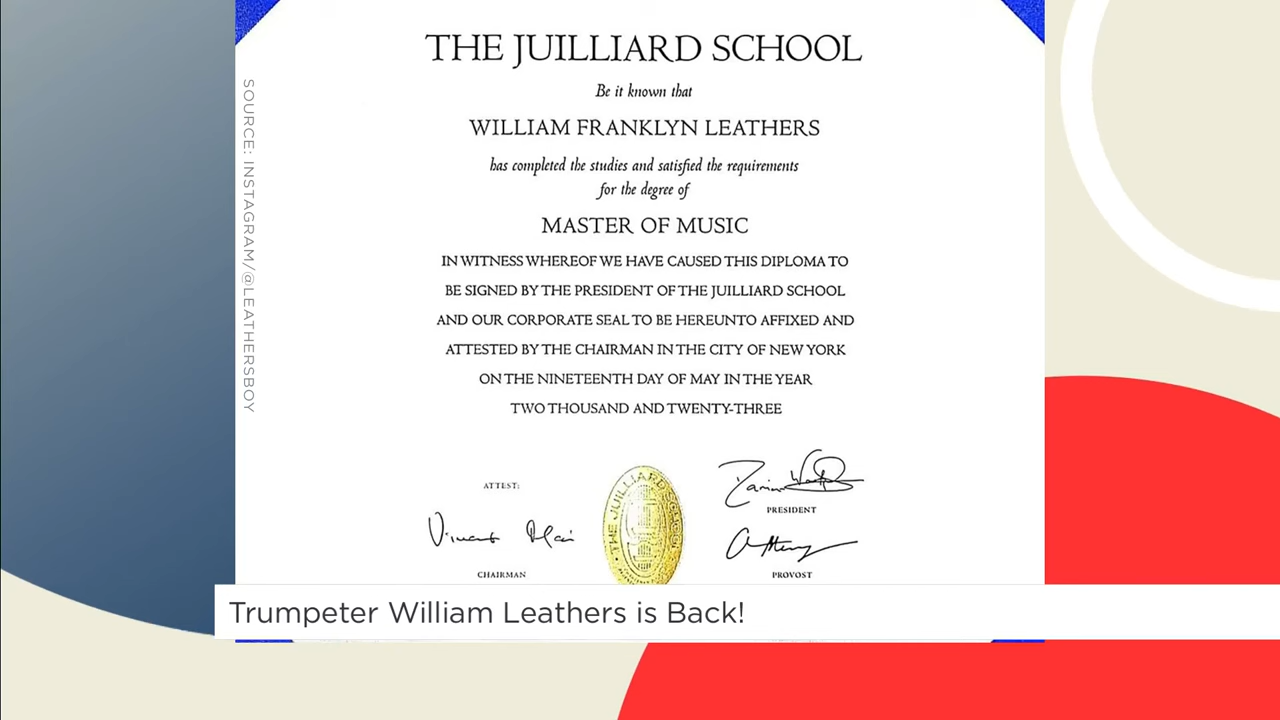 THE JUILLIARD SCHOOL
Be it known that
WILLIAM FRANKLYN LEATHERS
has completed the studies and satisfied the requirements
for the degree of
MASTER OF MUSIC
IN WITNESS WHEREOF WE HAVE CAUSED THIS DIPLOMA TO
BE SIGNED BY THE PRESIDENT OF THE JUILLIARD SCHOOL
AND OUR CORPORATE SEAL TO BE HEREUNTO AFFIXED AND
ATTESTED BY THE CHAIRMAN IN THE CITY OF NEW YORK
ON THE NINETEENTH DAY OF MAY IN THE YEAR
TWO THOUSAND AND TWENTY-THREE
ATTEST:
CHAIRMAN
THE JUILLIARD SCHOOL
PRESIDENT
PROVOST
SOURCE: INSTAGRAM/@LEATHERSBOY
Trumpeter William Leathers is Back!